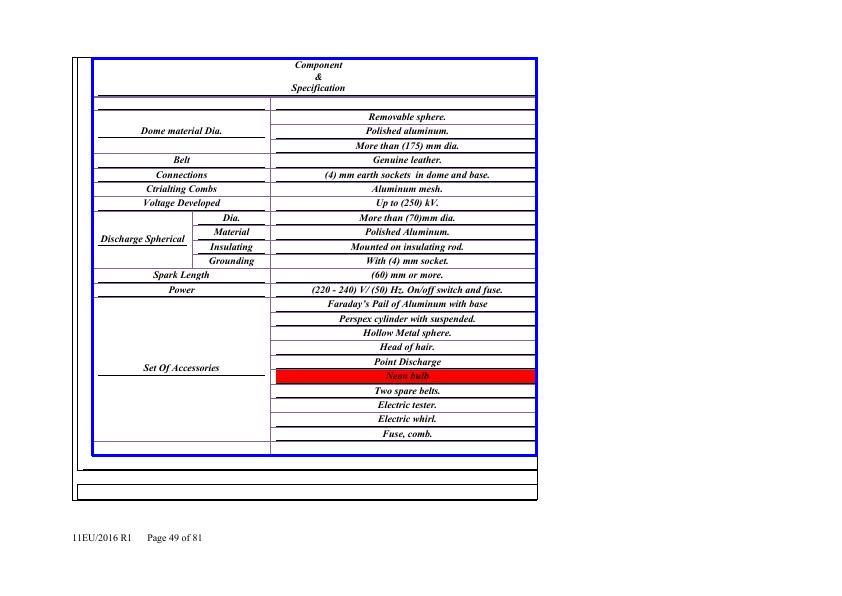 Component
&
Specification
Removable sphere.
Dome material Dia.
Polished aluminum.
More than (175) mm dia.
Belt
Genuine leather.
Connections
(4) mm earth sockets in dome and base.
Ctrialting Combs
Aluminum mesh.
Voltage Developed
Up to (250) kV.
Discharge Spherical
Dia.
More than (70)mm dia.
Material
Polished Aluminum.
Insulating
Mounted on insulating rod.
Grounding
With (4) mm socket.
Spark Length
(60) mm or more.
Power
(220 - 240) V/ (50) Hz. On/off switch and fuse.
Set Of Accessories
Faraday's Pail of Aluminum with base
Perspex cylinder with suspended.
Hollow Metal sphere.
Head of hair.
Point Discharge
Neon bulb
Two spare belts.
Electric tester.
Electric whirl.
Fuse, comb.
11EU/2016 R1 Page 49 of 81